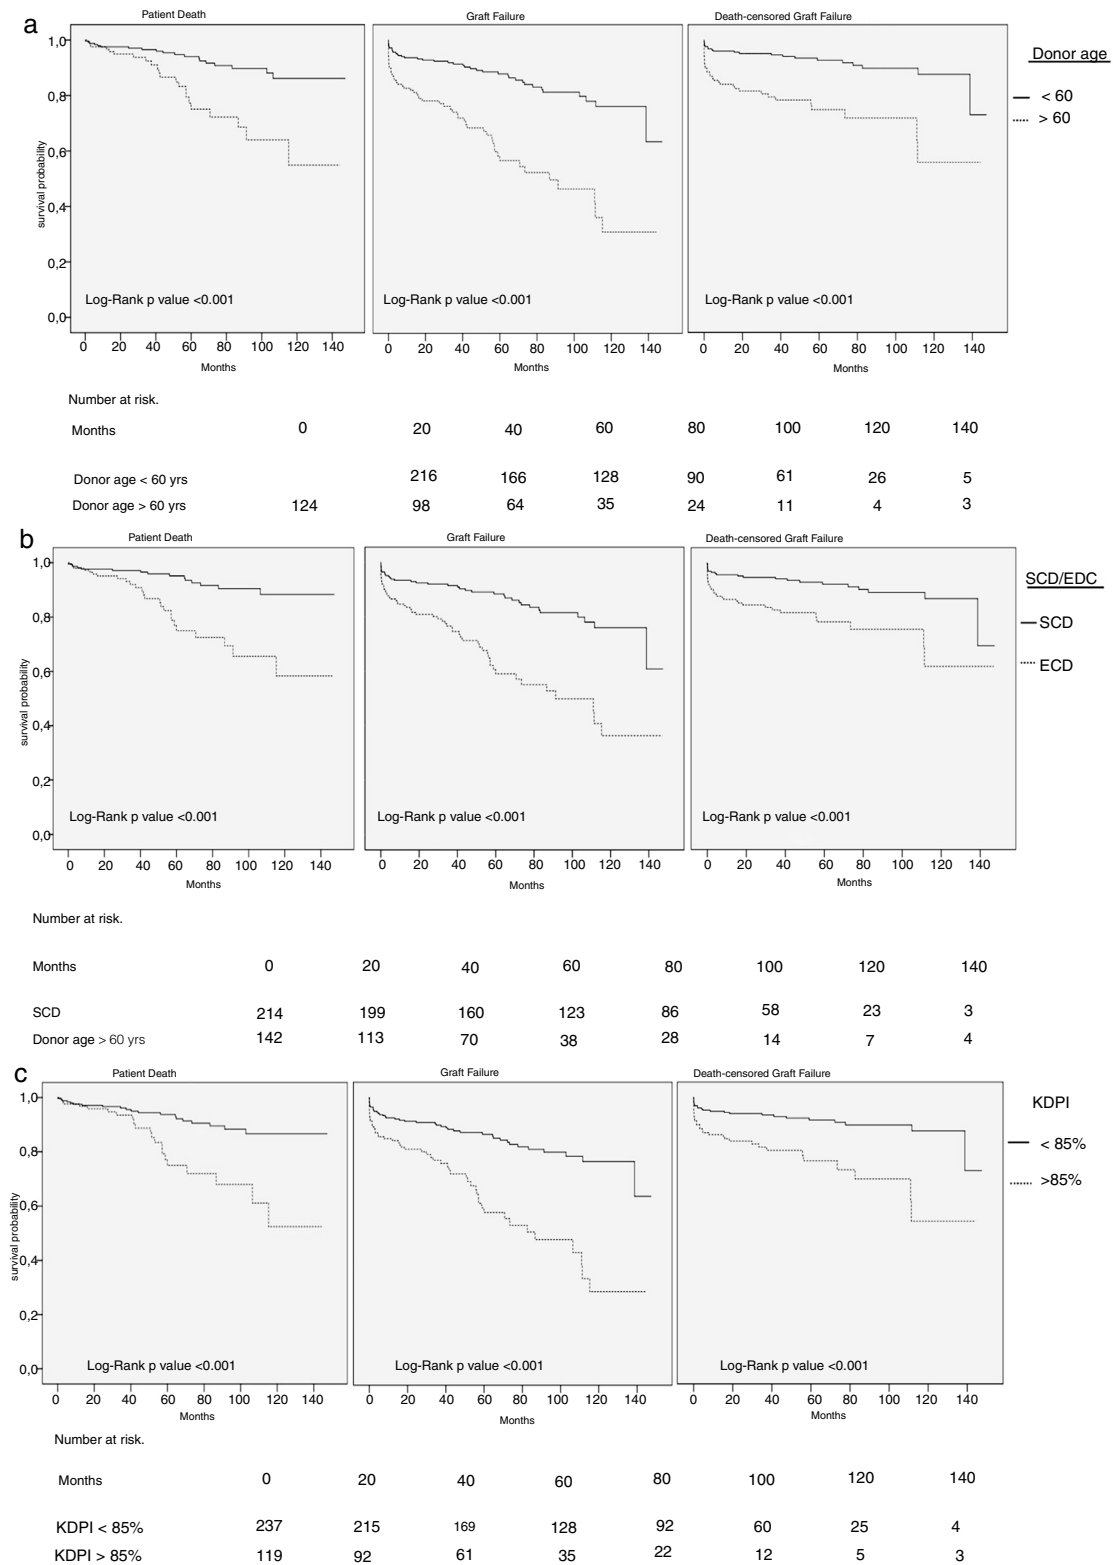 a
Patient Death
Graft Failure
Death-censored Graft Failure
Donor age
< 60
> 60
survival probability
1,0
0,8
0,6
0,4
0,2
0,0
Log-Rank p value <0.001
Log-Rank p value <0.001
Log-Rank p value <0.001
0 20 40 60 80 100 120 140
0 20 40 60 80 100 120 140
0 20 40 60 80 100 120 140
Months
Months
Months
Number at risk.
Months 0 20 40 60 80 100 120 140
Donor age < 60 yrs 216 166 128 90 61 26 5
Donor age > 60 yrs 124 98 64 35 24 11 4 3
b
Patient Death
Graft Failure
Death-censored Graft Failure
SCD/EDC
SCD
ECD
survival probability
1,0
0,8
0,6
0,4
0,2
0,0
Log-Rank p value <0.001
Log-Rank p value <0.001
Log-Rank p value <0.001
0 20 40 60 80 100 120 140
0 20 40 60 80 100 120 140
0 20 40 60 80 100 120 140
Months
Months
Months
Number at risk.
Months 0 20 40 60 80 100 120 140
SCD 214 199 160 123 86 58 23 3
Donor age > 60 yrs 142 113 70 38 28 14 7 4
c
Patient Death
Graft Failure
Death-censored Graft Failure
KDPI
< 85%
>85%
survival probability
1,0
0,8
0,6
0,4
0,2
0,0
Log-Rank p value <0.001
Log-Rank p value <0.001
Log-Rank p value <0.001
0 20 40 60 80 100 120 140
0 20 40 60 80 100 120 140
0 20 40 60 80 100 120 140
Months
Months
Months
Number at risk.
Months 0 20 40 60 80 100 120 140
KDPI < 85% 237 215 169 128 92 60 25 4
KDPI > 85% 119 92 61 35 22 12 5 3